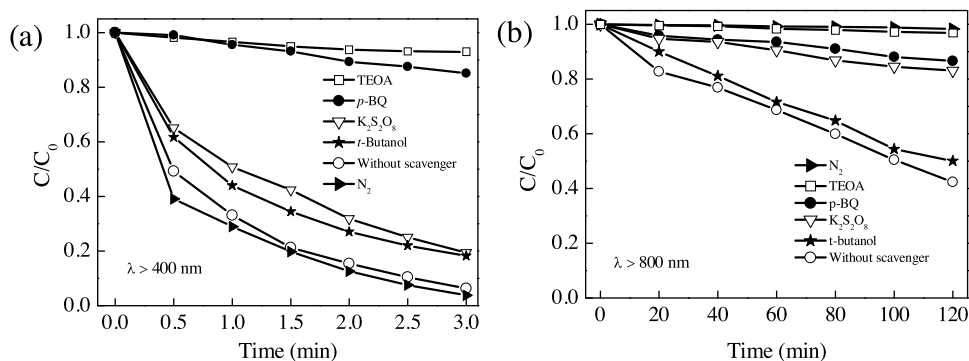 (a)
C/C₀
1.0
0.8
0.6
0.4
0.2
0.0
TEOA
p-BQ
K₂S₂O₈
t-Butanol
Without scavenger
N₂
λ > 400 nm
0.0 0.5 1.0 1.5 2.0 2.5 3.0
Time (min)
(b)
C/C₀
1.0
0.8
0.6
0.4
0.2
0.0
N₂
TEOA
p-BQ
K₂S₂O₈
t-butanol
Without scavenger
λ > 800 nm
0 20 40 60 80 100 120
Time (min)